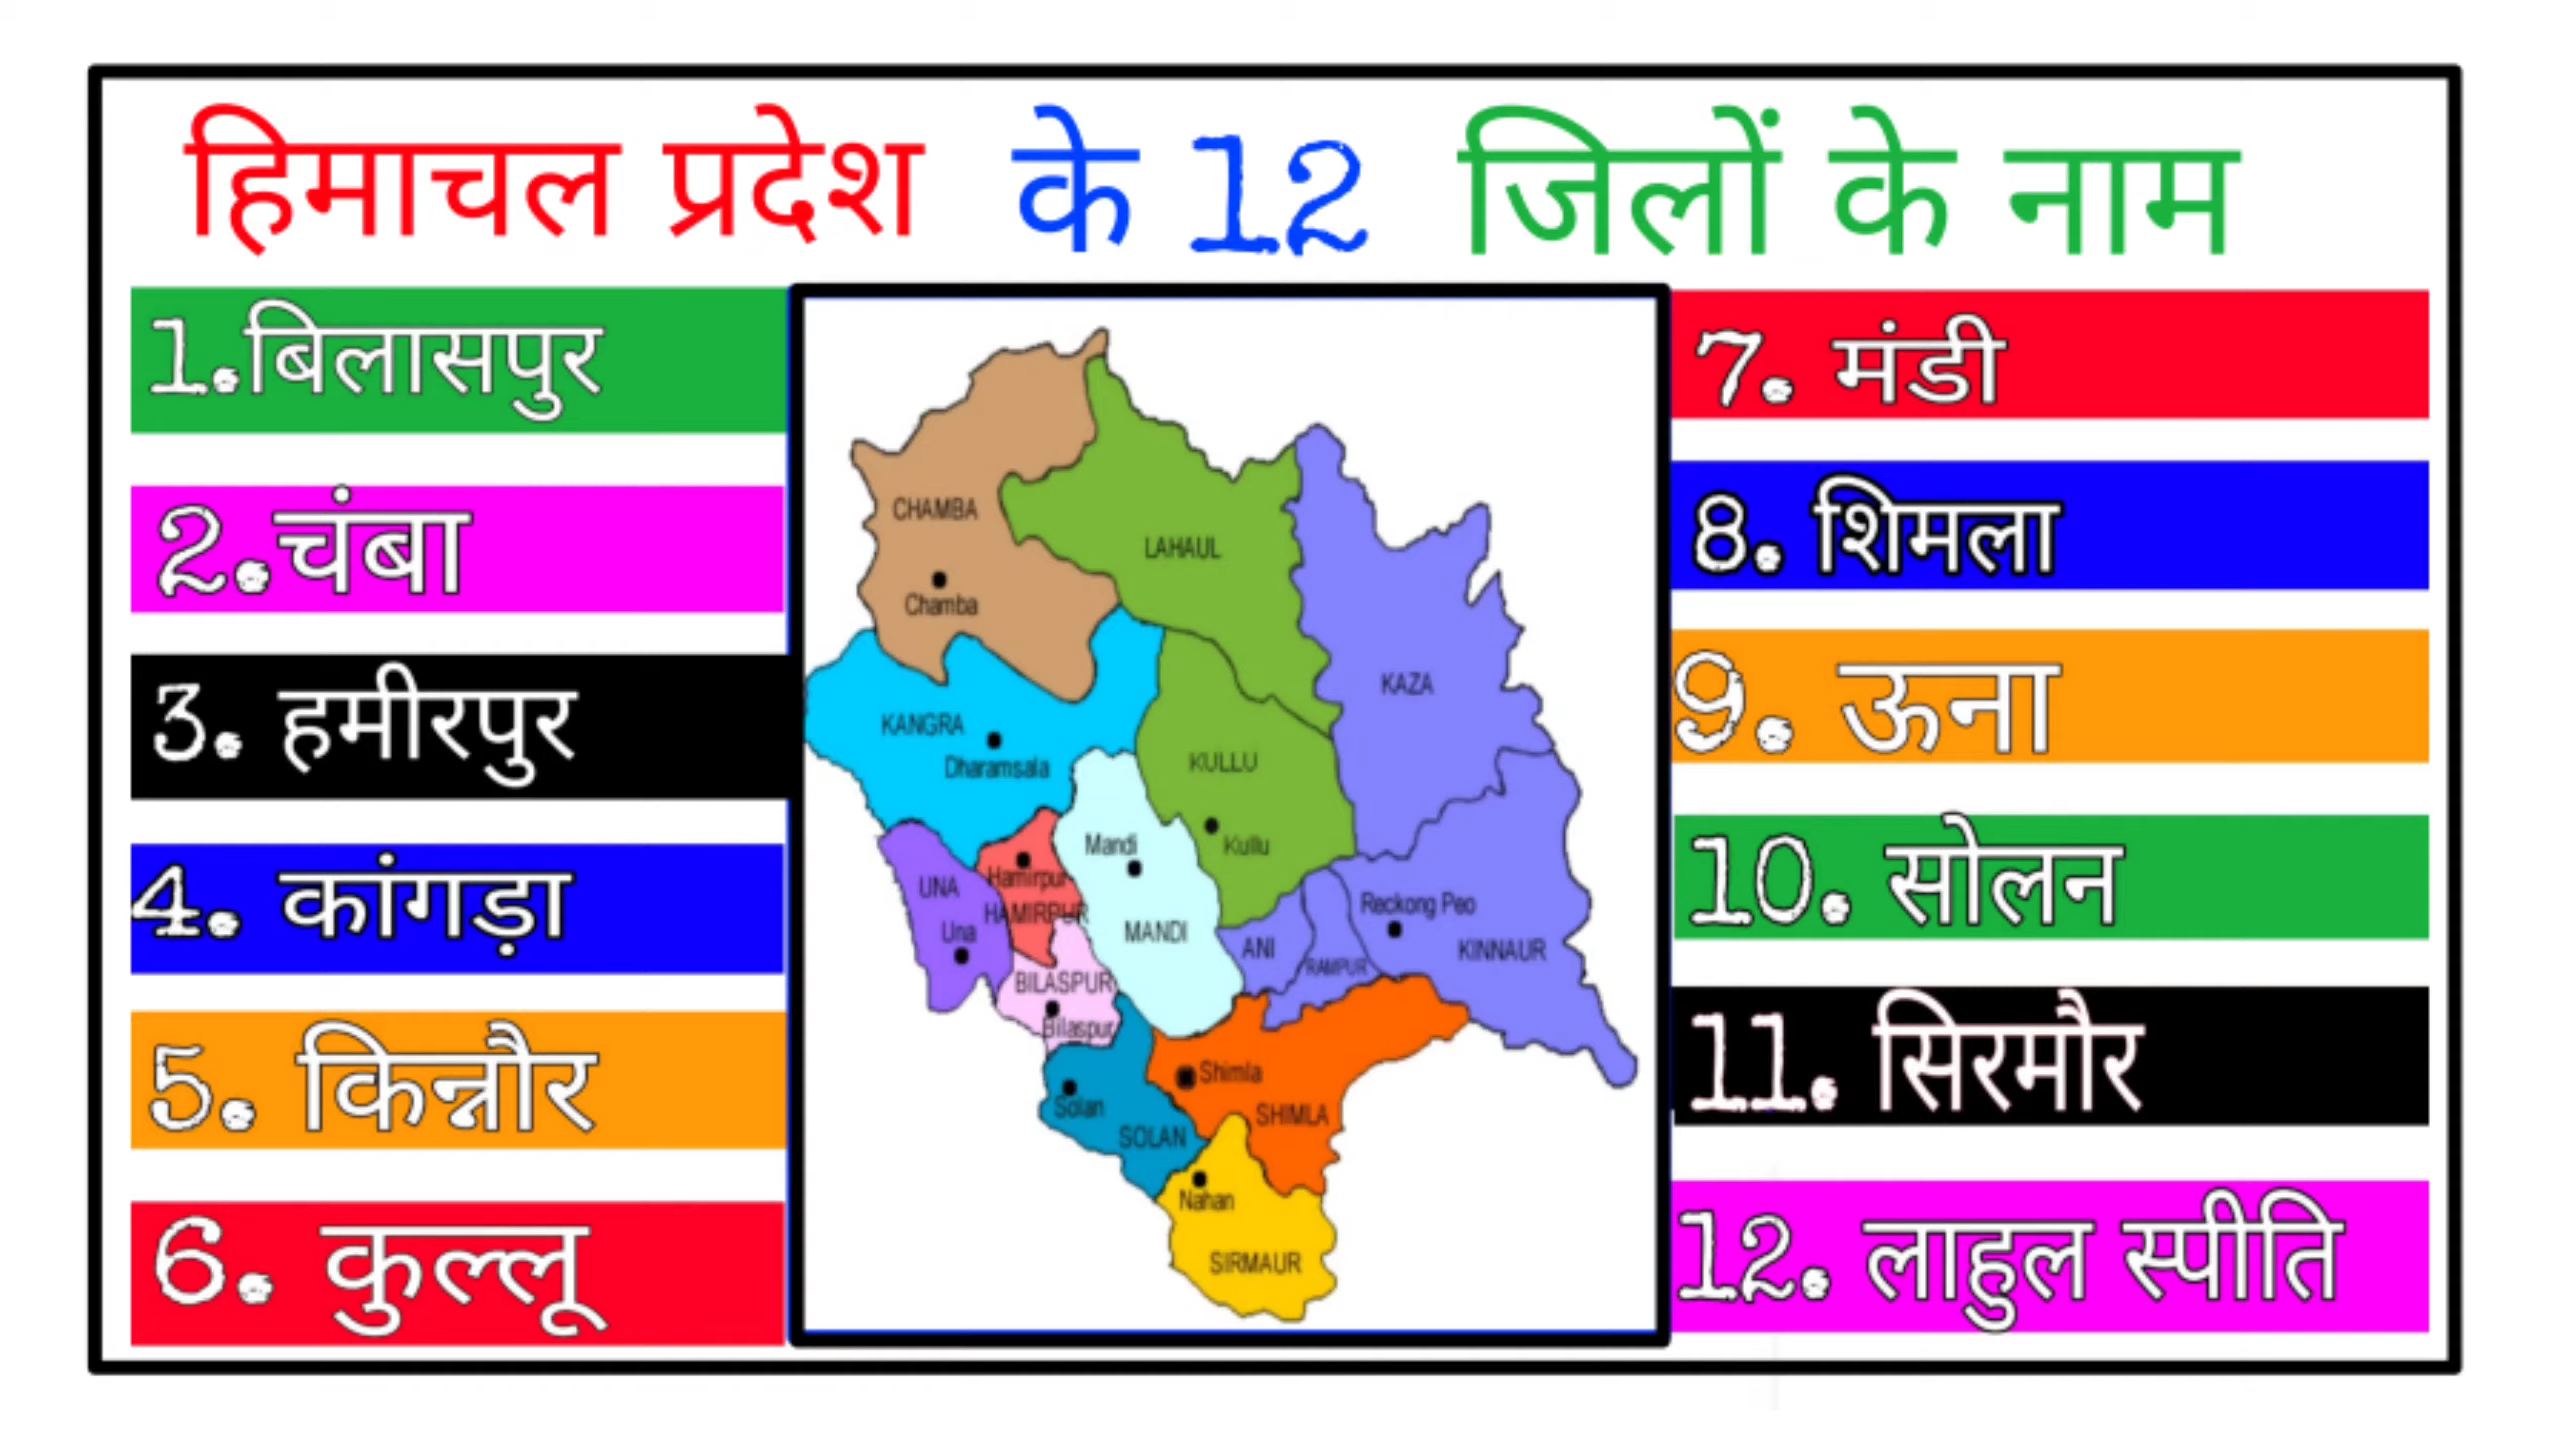 हिमाचल प्रदेश के 12 जिलों के नाम
1.बिलासपुर
2.चंबा
3. हमीरपुर
4. कांगड़ा
5. किन्नौर
6. कुल्लू
CHAMBA
Chamba
LAHAUL
KAZA
KANGRA
Dharamsala
KULLU
Kullu
Mandi
MANDI
UNA
Una
Hamirpur
HAMIRPUR
BILASPUR
Bilaspur
ANI
RAMPUR
Reckong Peo
KINNAUR
Shimla
SHIMLA
Solan
SOLAN
Nahan
SIRMAUR
7. मंडी
8. शिमला
9. ऊना
10. सोलन
11. सिरमौर
12. लाहुल स्पीति